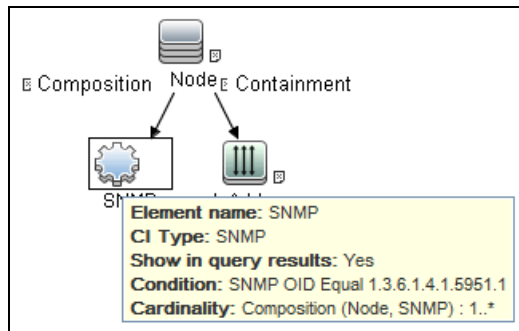 Composition
Node
Containment
SNMP
Element name: SNMP
CI Type: SNMP
Show in query results: Yes
Condition: SNMP OID Equal 1.3.6.1.4.1.5951.1
Cardinality: Composition (Node, SNMP) : 1..*